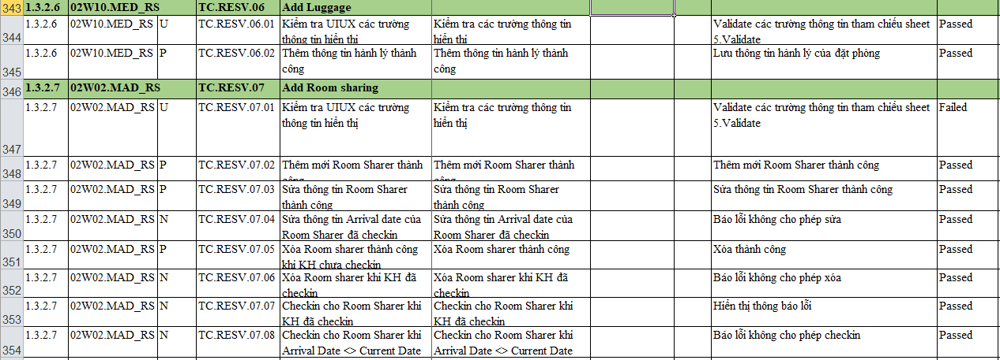 343 1.3.2.6 02W10.MED_RS TC.RESV.06 Add Luggage
344 1.3.2.6 02W10.MED_RS U TC.RESV.06.01 Kiểm tra UIUX các trường thông tin hiển thị Kiểm tra các trường thông tin hiển thị Validate các trường thông tin tham chiếu sheet 5.Validate Passed
345 1.3.2.6 02W10.MED_RS P TC.RESV.06.02 Thêm thông tin hành lý thành công Thêm thông tin hành lý thành công Lưu thông tin hành lý của đặt phòng Passed
346 1.3.2.7 02W02.MAD_RS TC.RESV.07 Add Room sharing
347 1.3.2.7 02W02.MAD_RS U TC.RESV.07.01 Kiểm tra UIUX các trường thông tin hiển thị Kiểm tra các trường thông tin hiển thị Validate các trường thông tin tham chiếu sheet 5.Validate Failed
348 1.3.2.7 02W02.MAD_RS P TC.RESV.07.02 Thêm mới Room Sharer thành công Thêm mới Room Sharer thành công Thêm mới Room Sharer thành công Passed
349 1.3.2.7 02W02.MAD_RS P TC.RESV.07.03 Sửa thông tin Room Sharer thành công Sửa thông tin Room Sharer thành công Sửa thông tin Room Sharer thành công Passed
350 1.3.2.7 02W02.MAD_RS N TC.RESV.07.04 Sửa thông tin Arrival date của Room Sharer đã checkin Sửa thông tin Arrival date của Room Sharer đã checkin Báo lỗi không cho phép sửa Passed
351 1.3.2.7 02W02.MAD_RS P TC.RESV.07.05 Xóa Room sharer thành công khi KH chưa checkin Xóa Room sharer thành công Xóa thành công Passed
352 1.3.2.7 02W02.MAD_RS N TC.RESV.07.06 Xóa Room sharer khi KH đã checkin Xóa Room sharer khi KH đã checkin Báo lỗi không cho phép xóa Passed
353 1.3.2.7 02W02.MAD_RS N TC.RESV.07.07 Checkin cho Room Sharer khi KH đã checkin Checkin cho Room Sharer khi KH đã checkin Hiển thị thông báo lỗi Passed
354 1.3.2.7 02W02.MAD_RS N TC.RESV.07.08 Checkin cho Room Sharer khi Arrival Date <> Current Date Checkin cho Room Sharer khi Arrival Date <> Current Date Báo lỗi không cho phép checkin Passed